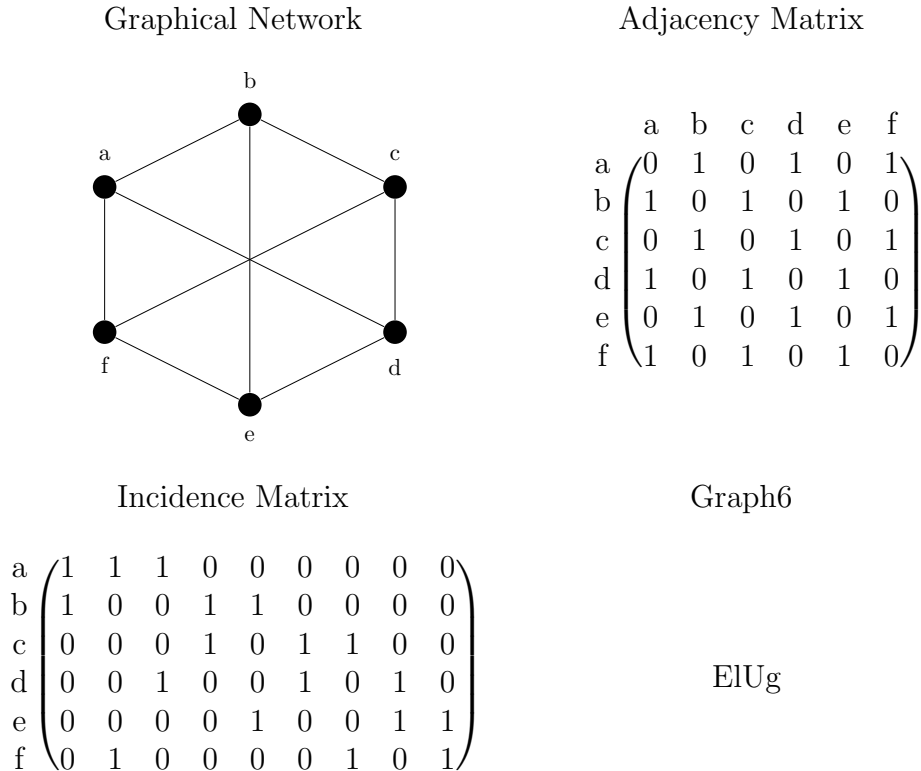 Graphical Network
b
a
c
f
d
e
Adjacency Matrix
a b c d e f
a 0 1 0 1 0 1
b 1 0 1 0 1 0
c 0 1 0 1 0 1
d 1 0 1 0 1 0
e 0 1 0 1 0 1
f 1 0 1 0 1 0
Incidence Matrix
a 1 1 1 0 0 0 0 0 0
b 1 0 0 1 1 0 0 0 0
c 0 0 0 1 0 1 1 0 0
d 0 0 1 0 0 1 0 1 0
e 0 0 0 0 1 0 0 1 1
f 0 1 0 0 0 0 1 0 1
Graph6
ElUg